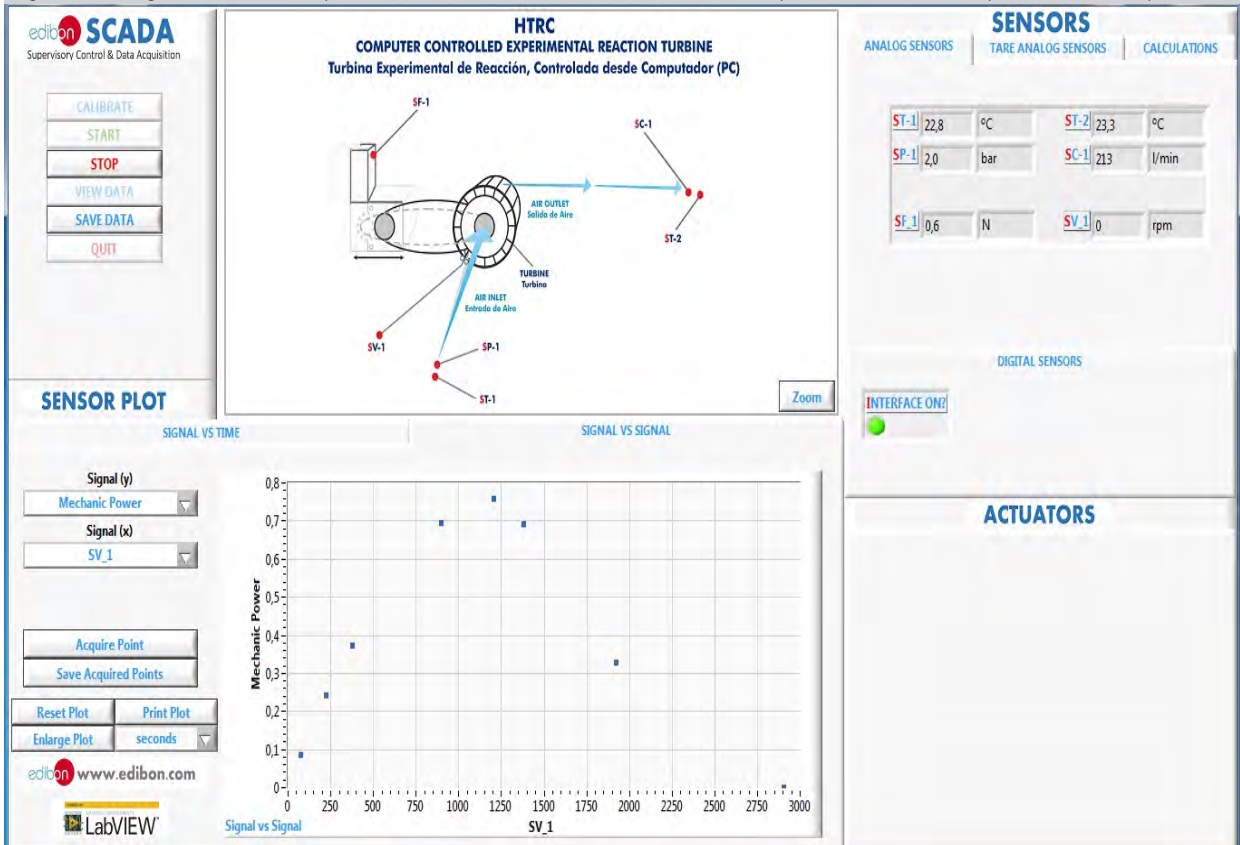 edibon SCADA
Supervisory Control & Data Acquisition
CALIBRATE
START
STOP
VIEW DATA
SAVE DATA
QUIT
HTRC
COMPUTER CONTROLLED EXPERIMENTAL REACTION TURBINE
Turbina Experimental de Reacción, Controlada desde Computador (PC)
SF-1
SC-1
AIR OUTLET
Salida de Aire
ST-2
TURBINE
Turbina
AIR INLET
Entrada de Aire
SV-1
SP-1
ST-1
Zoom
SENSORS
ANALOG SENSORS
TARE ANALOG SENSORS
CALCULATIONS
ST-1 22,8 ºC ST-2 23,3 ºC
SP-1 2,0 bar SC-1 213 l/min
SF_1 0,6 N SV_1 0 rpm
DIGITAL SENSORS
INTERFACE ON?
ACTUATORS
SENSOR PLOT
SIGNAL VS TIME
SIGNAL VS SIGNAL
Signal (y)
Mechanic Power
Signal (x)
SV_1
Acquire Point
Save Acquired Points
Reset Plot
Print Plot
Enlarge Plot
seconds
edibon www.edibon.com
LabVIEW
Mechanic Power
0,8
0,7
0,6
0,5
0,4
0,3
0,2
0,1
0
0 250 500 750 1000 1250 1500 1750 2000 2250 2500 2750 3000
Signal vs Signal
SV_1